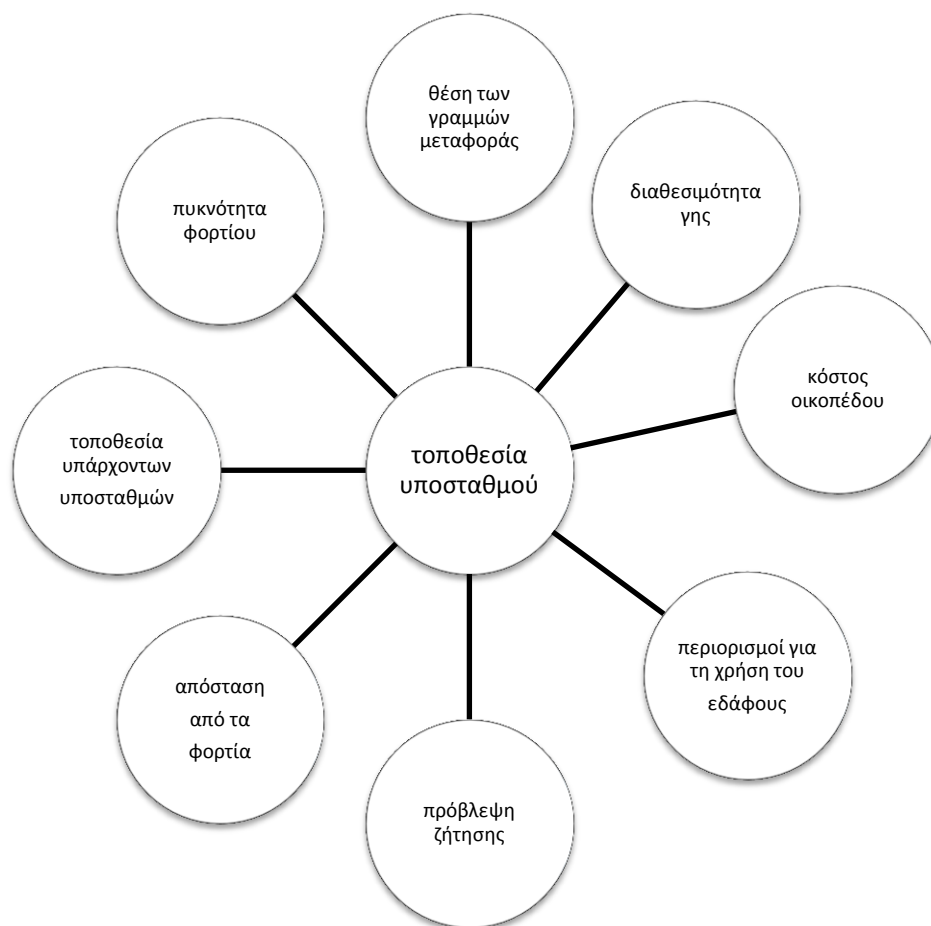 θέση των
γραμμών
μεταφοράς
διαθεσιμότητα
γης
πυκνότητα
φορτίου
κόστος
οικοπέδου
τοποθεσία
υπάρχοντων
υποσταθμών
τοποθεσία
υποσταθμού
περιορισμοί για
τη χρήση του
εδάφους
απόσταση
από τα
φορτία
πρόβλεψη
ζήτησης